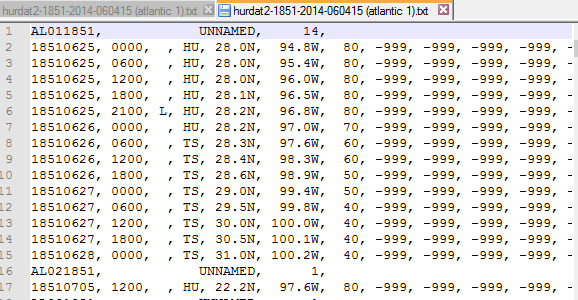 hurdat2-1851-2014-060415 (atlantic 1).txt hurdat2-1851-2014-060415 (atlantic 1).txt
1 AL011851, UNNAMED, 14,
2 18510625, 0000, , HU, 28.0N, 94.8W, 80, -999, -999, -999, -999, -
3 18510625, 0600, , HU, 28.0N, 95.4W, 80, -999, -999, -999, -999, -
4 18510625, 1200, , HU, 28.0N, 96.0W, 80, -999, -999, -999, -999, -
5 18510625, 1800, , HU, 28.1N, 96.5W, 80, -999, -999, -999, -999, -
6 18510625, 2100, L, HU, 28.2N, 96.8W, 80, -999, -999, -999, -999, -
7 18510626, 0000, , HU, 28.2N, 97.0W, 70, -999, -999, -999, -999, -
8 18510626, 0600, , TS, 28.3N, 97.6W, 60, -999, -999, -999, -999, -
9 18510626, 1200, , TS, 28.4N, 98.3W, 60, -999, -999, -999, -999, -
10 18510626, 1800, , TS, 28.6N, 98.9W, 50, -999, -999, -999, -999, -
11 18510627, 0000, , TS, 29.0N, 99.4W, 50, -999, -999, -999, -999, -
12 18510627, 0600, , TS, 29.5N, 99.8W, 40, -999, -999, -999, -999, -
13 18510627, 1200, , TS, 30.0N, 100.0W, 40, -999, -999, -999, -999, -
14 18510627, 1800, , TS, 30.5N, 100.1W, 40, -999, -999, -999, -999, -
15 18510628, 0000, , TS, 31.0N, 100.2W, 40, -999, -999, -999, -999, -
16 AL021851, UNNAMED, 1,
17 18510705, 1200, , HU, 22.2N, 97.6W, 80, -999, -999, -999, -999, -